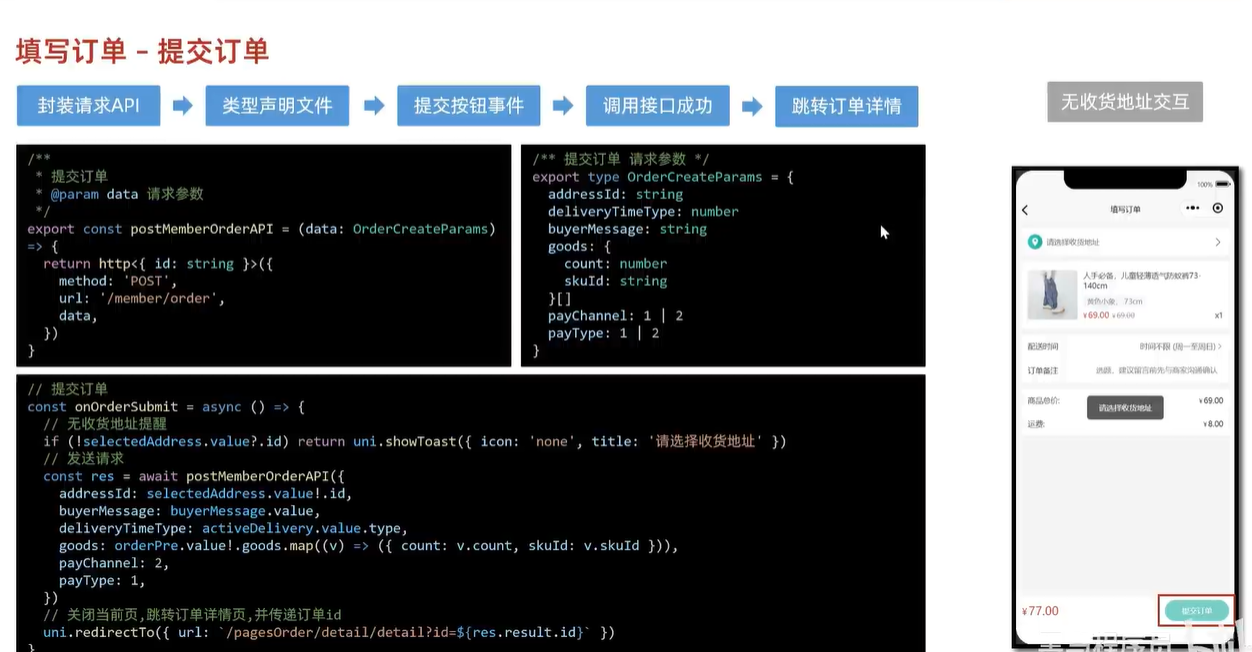 填写订单 - 提交订单
封装请求API
类型声明文件
提交按钮事件
调用接口成功
跳转订单详情
无收货地址交互
/**
 * 提交订单
 * @param data 请求参数
 */
export const postMemberOrderAPI = (data: OrderCreateParams)
=> {
  return http<{ id: string }>({
    method: 'POST',
    url: '/member/order',
    data,
  })
}
/** 提交订单 请求参数 */
export type OrderCreateParams = {
  addressId: string
  deliveryTimeType: number
  buyerMessage: string
  goods: {
    count: number
    skuId: string
  }[]
  payChannel: 1 | 2
  payType: 1 | 2
}
// 提交订单
const onOrderSubmit = async () => {
  // 无收货地址提醒
  if (!selectedAddress.value?.id) return uni.showToast({ icon: 'none', title: '请选择收货地址' })
  // 发送请求
  const res = await postMemberOrderAPI({
    addressId: selectedAddress.value!.id,
    buyerMessage: buyerMessage.value,
    deliveryTimeType: activeDelivery.value.type,
    goods: orderPre.value!.goods.map((v) => ({ count: v.count, skuId: v.skuId })),
    payChannel: 2,
    payType: 1,
  })
  // 关闭当前页,跳转订单详情页,并传递订单id
  uni.redirectTo({ url: `/pagesOrder/detail/detail?id=${res.result.id}` })
}
100%
填写订单
请选择收货地址
人手必备，儿童轻薄透气防蚊裤73-
140cm
黄色小象， 73cm
¥69.00 ¥69.00
x1
配送时间
时间不限 (周一至周日)
订单备注
选题，建议留言前先与商家沟通确认
商品总价:
¥69.00
请选择收货地址
运费:
¥8.00
¥77.00
提交订单